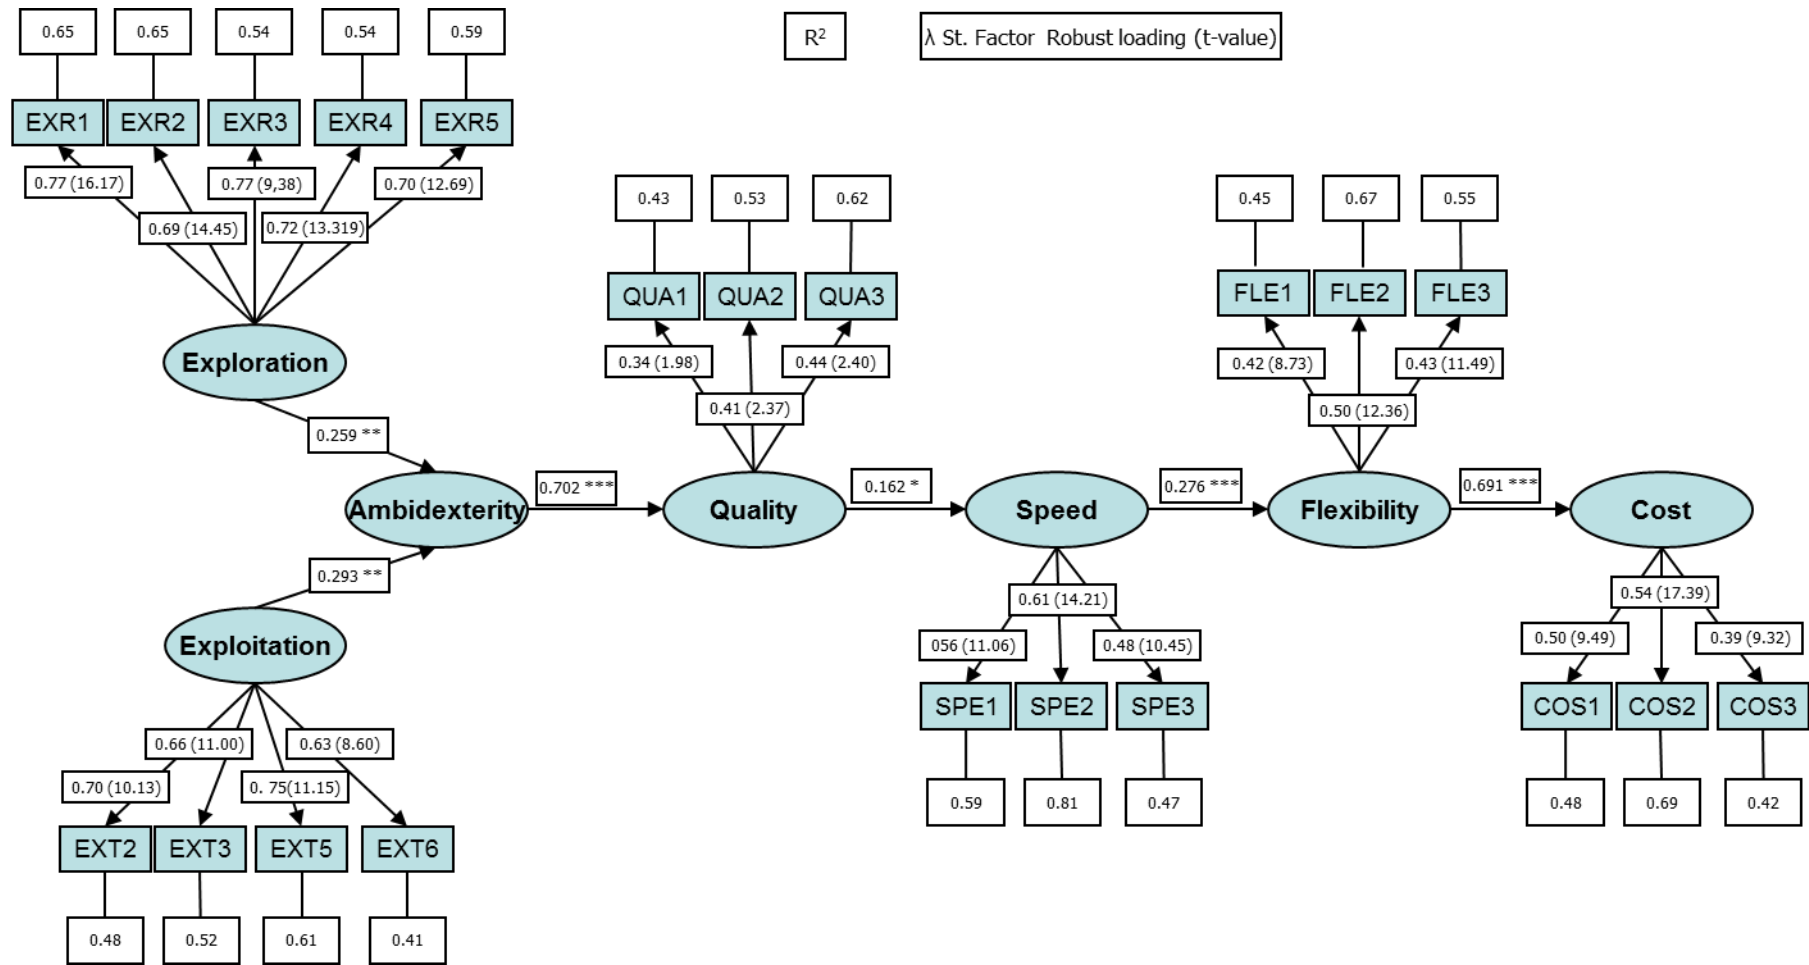 0.65
0.65
0.54
0.54
0.59
R²
λ St. Factor Robust loading (t-value)
EXR1
EXR2
EXR3
EXR4
EXR5
0.77 (16.17)
0.77 (9,38)
0.70 (12.69)
0.69 (14.45)
0.72 (13.319)
0.43
0.53
0.62
0.45
0.67
0.55
QUA1
QUA2
QUA3
FLE1
FLE2
FLE3
Exploration
0.34 (1.98)
0.44 (2.40)
0.42 (8.73)
0.43 (11.49)
0.41 (2.37)
0.50 (12.36)
0.259 **
0.702 ***
0.162 *
0.276 ***
0.691 ***
Ambidexterity
Quality
Speed
Flexibility
Cost
0.293 **
0.61 (14.21)
0.54 (17.39)
Exploitation
056 (11.06)
0.48 (10.45)
0.50 (9.49)
0.39 (9.32)
SPE1
SPE2
SPE3
COS1
COS2
COS3
0.66 (11.00)
0.63 (8.60)
0.70 (10.13)
0. 75(11.15)
0.59
0.81
0.47
0.48
0.69
0.42
EXT2
EXT3
EXT5
EXT6
0.48
0.52
0.61
0.41